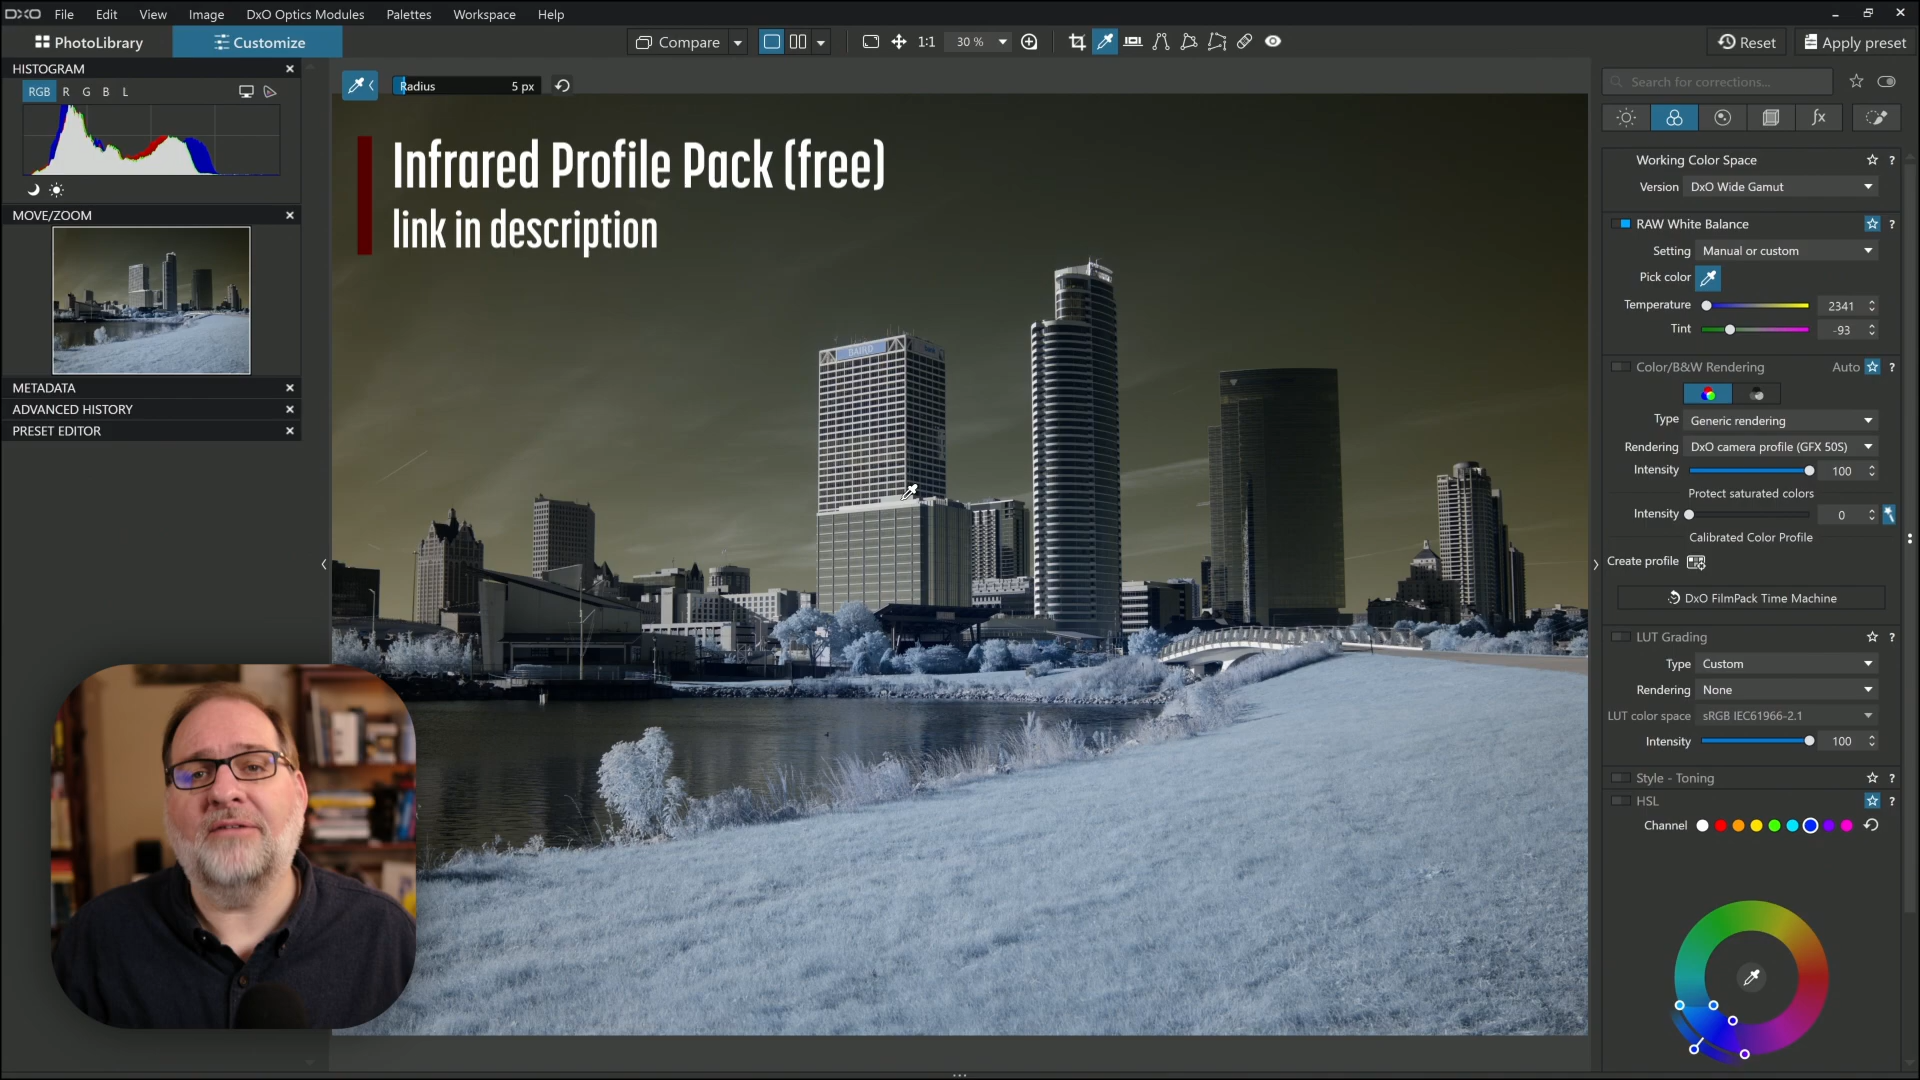 DXO File Edit View Image DxO Optics Modules Palettes Workspace Help
PhotoLibrary Customize Compare 1:1 30 % Reset Apply preset
HISTOGRAM
RGB R G B L
MOVE/ZOOM
METADATA
ADVANCED HISTORY
PRESET EDITOR
Radius 5 px
Infrared Profile Pack (free)
link in description
BAIRD
Search for corrections...
fx
Working Color Space ?
Version DxO Wide Gamut
RAW White Balance ?
Setting Manual or custom
Pick color
Temperature 2341
Tint -93
Color/B&W Rendering Auto ?
Type Generic rendering
Rendering DxO camera profile (GFX 50S)
Intensity 100
Protect saturated colors
Intensity 0
Calibrated Color Profile
Create profile
DxO FilmPack Time Machine
LUT Grading ?
Type Custom
Rendering None
LUT color space sRGB IEC61966-2.1
Intensity 100
Style - Toning ?
HSL ?
Channel